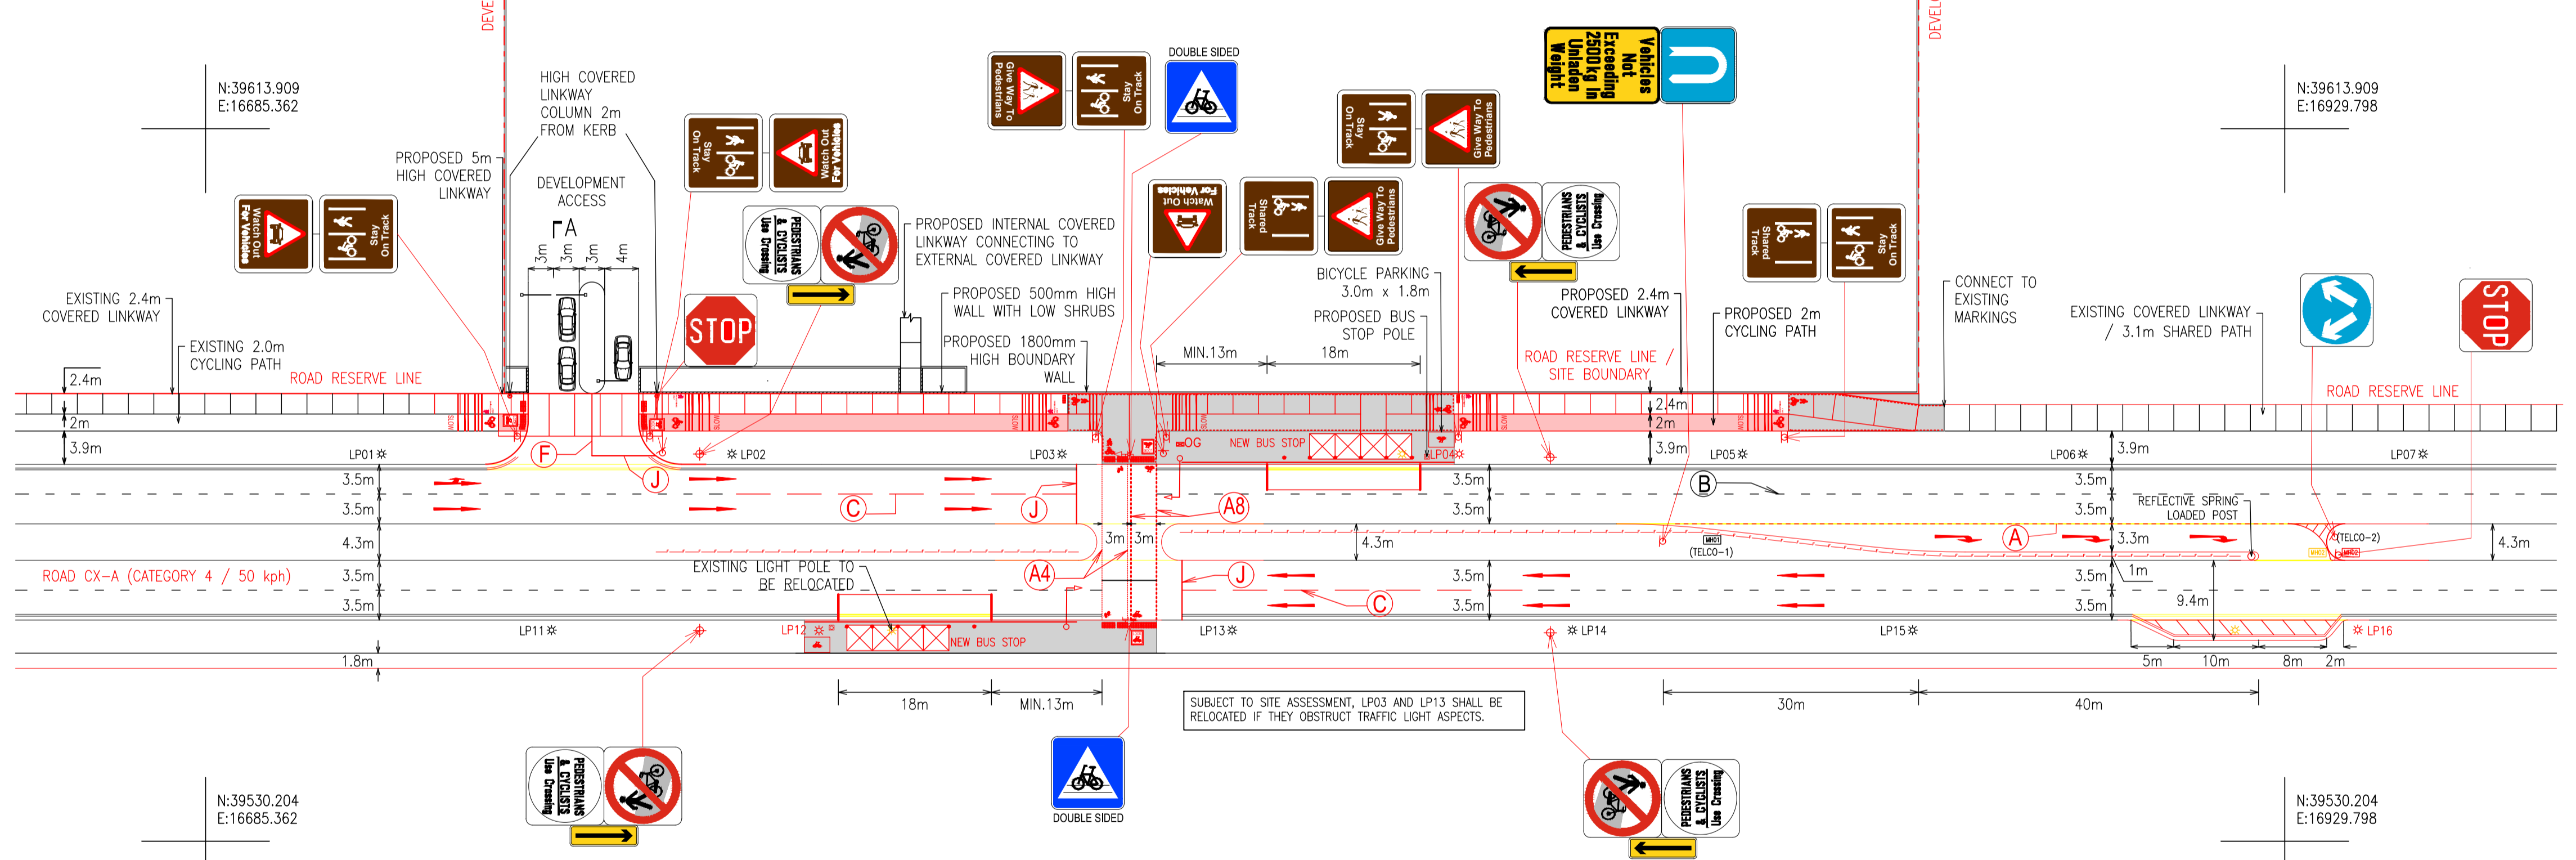 DEVE
DEVELO
N:39613.909
E:16685.362
HIGH COVERED
LINKWAY
COLUMN 2m
FROM KERB
PROPOSED 5m
HIGH COVERED
LINKWAY
DEVELOPMENT
ACCESS
A
3m
3m
3m
4m
Watch Out
For Vehicles
Stay
On Track
Stay
On Track
Watch Out
For Vehicles
PEDESTRIANS
& CYCLISTS
Use Crossing
STOP
Give Way To
Pedestrians
Stay
On Track
DOUBLE SIDED
Watch Out
For Vehicles
Shared
Track
Give Way To
Pedestrians
Stay
On Track
Give Way To
Pedestrians
PEDESTRIANS
& CYCLISTS
Use Crossing
Vehicles
Not
Exceeding
2500kg in
Unladen
Weight
Shared
Track
Stay
On Track
N:39613.909
E:16929.798
STOP
EXISTING 2.4m
COVERED LINKWAY
EXISTING 2.0m
CYCLING PATH
ROAD RESERVE LINE
PROPOSED INTERNAL COVERED
LINKWAY CONNECTING TO
EXTERNAL COVERED LINKWAY
PROPOSED 500mm HIGH
WALL WITH LOW SHRUBS
PROPOSED 1800mm
HIGH BOUNDARY
WALL
MIN.13m
18m
BICYCLE PARKING
3.0m x 1.8m
PROPOSED BUS
STOP POLE
PROPOSED 2.4m
COVERED LINKWAY
ROAD RESERVE LINE /
SITE BOUNDARY
PROPOSED 2m
CYCLING PATH
CONNECT TO
EXISTING
MARKINGS
EXISTING COVERED LINKWAY
/ 3.1m SHARED PATH
ROAD RESERVE LINE
2.4m
2m
3.9m
SLOW
SLOW
SLOW
SLOW
SLOW
2.4m
2m
3.9m
3.9m
LP01
F
J
LP02
LP03
OG
NEW BUS STOP
LP04
LP05
LP06
LP07
3.5m
3.5m
4.3m
3.5m
3.5m
C
J
A8
3m
3m
A4
3.5m
3.5m
4.3m
3.5m
3.5m
B
MH01
(TELCO-1)
A
3.5m
3.5m
3.3m
1m
3.5m
3.5m
REFLECTIVE SPRING
LOADED POST
(TELCO-2)
MH02
MH02
4.3m
ROAD CX-A (CATEGORY 4 / 50 kph)
EXISTING LIGHT POLE TO
BE RELOCATED
J
C
9.4m
LP11
LP12
NEW BUS STOP
LP13
LP14
LP15
LP16
1.8m
5m
10m
8m
2m
18m
MIN.13m
SUBJECT TO SITE ASSESSMENT, LP03 AND LP13 SHALL BE
RELOCATED IF THEY OBSTRUCT TRAFFIC LIGHT ASPECTS.
30m
40m
PEDESTRIANS
& CYCLISTS
Use Crossing
DOUBLE SIDED
PEDESTRIANS
& CYCLISTS
Use Crossing
N:39530.204
E:16685.362
N:39530.204
E:16929.798